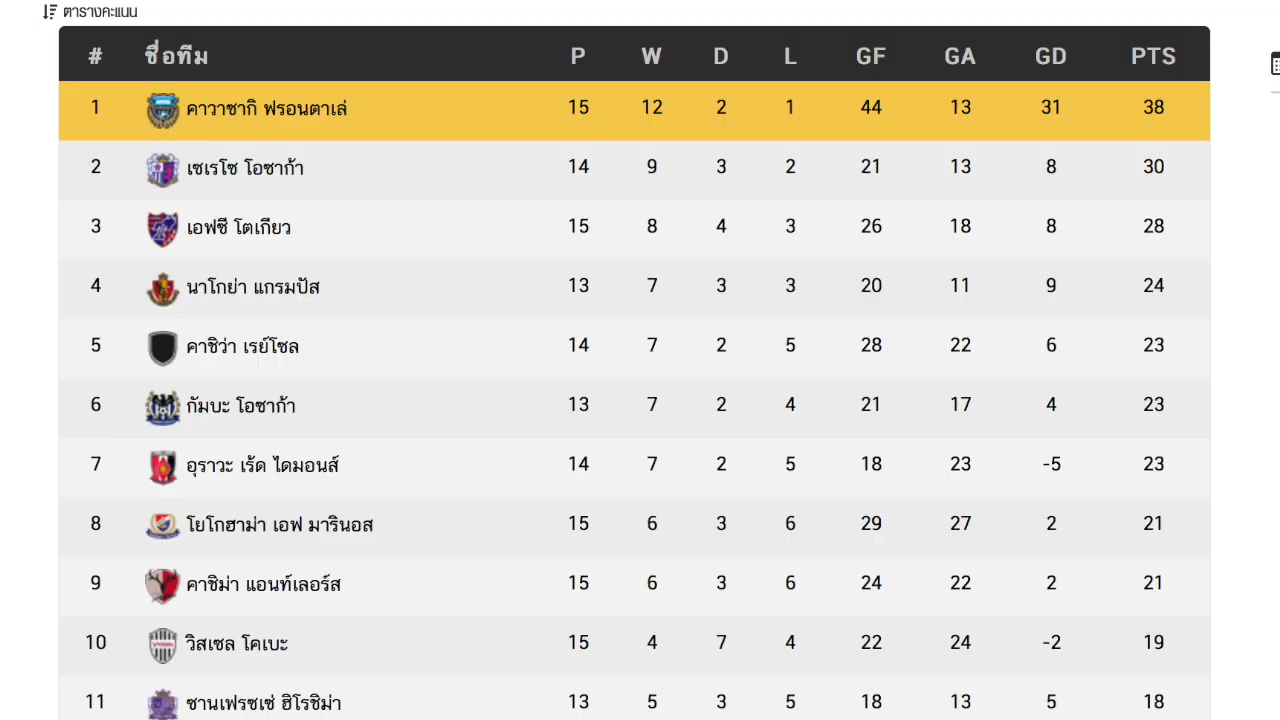 ตารางคะแนน
# ชื่อทีม P W D L GF GA GD PTS
1 คาวาซากิ ฟรอนตาเล่ 15 12 2 1 44 13 31 38
2 เซเรโซ โอซาก้า 14 9 3 2 21 13 8 30
3 เอฟซี โตเกียว 15 8 4 3 26 18 8 28
4 นาโกย่า แกรมปัส 13 7 3 3 20 11 9 24
5 คาชิว่า เรย์โซล 14 7 2 5 28 22 6 23
6 กัมบะ โอซาก้า 13 7 2 4 21 17 4 23
7 อุราวะ เร้ด ไดมอนส์ 14 7 2 5 18 23 -5 23
8 โยโกฮาม่า เอฟ มารินอส 15 6 3 6 29 27 2 21
9 คาชิม่า แอนท์เลอร์ส 15 6 3 6 24 22 2 21
10 วิสเซล โคเบะ 15 4 7 4 22 24 -2 19
11 ซานเฟรซเซ่ ฮิโรชิม่า 13 5 3 5 18 13 5 18